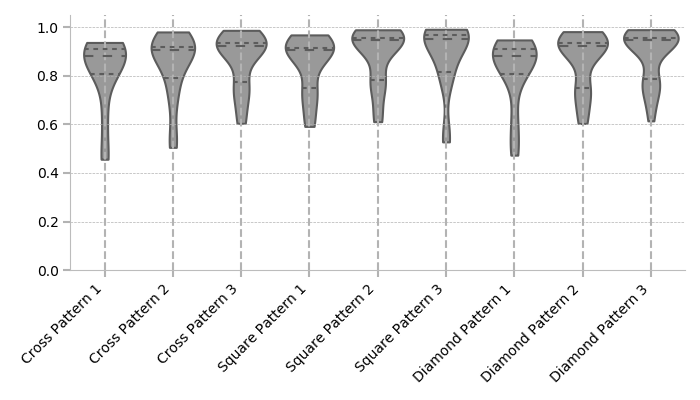 1.0
0.8
0.6
0.4
0.2
0.0
Cross Pattern 1
Cross Pattern 2
Cross Pattern 3
Square Pattern 1
Square Pattern 2
Square Pattern 3
Diamond Pattern 1
Diamond Pattern 2
Diamond Pattern 3